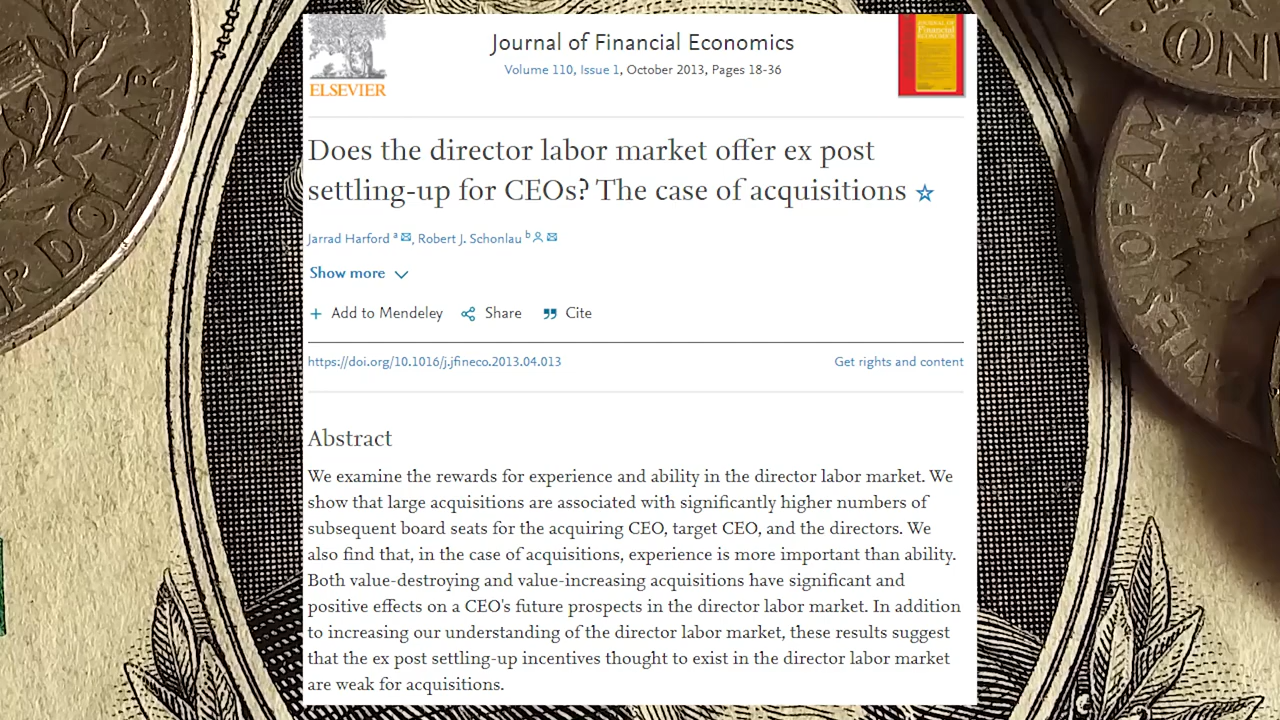 ELSEVIER
Journal of Financial Economics
Volume 110, Issue 1, October 2013, Pages 18-36
JOURNAL OF
Financial
ECONOMICS
Does the director labor market offer ex post
settling-up for CEOs? The case of acquisitions
Jarrad Harford a, Robert J. Schonlau b
Show more
Add to Mendeley Share Cite
https://doi.org/10.1016/j.jfineco.2013.04.013 Get rights and content
Abstract
We examine the rewards for experience and ability in the director labor market. We
show that large acquisitions are associated with significantly higher numbers of
subsequent board seats for the acquiring CEO, target CEO, and the directors. We
also find that, in the case of acquisitions, experience is more important than ability.
Both value-destroying and value-increasing acquisitions have significant and
positive effects on a CEO's future prospects in the director labor market. In addition
to increasing our understanding of the director labor market, these results suggest
that the ex post settling-up incentives thought to exist in the director labor market
are weak for acquisitions.
R DOLLAR
ON
OF AM